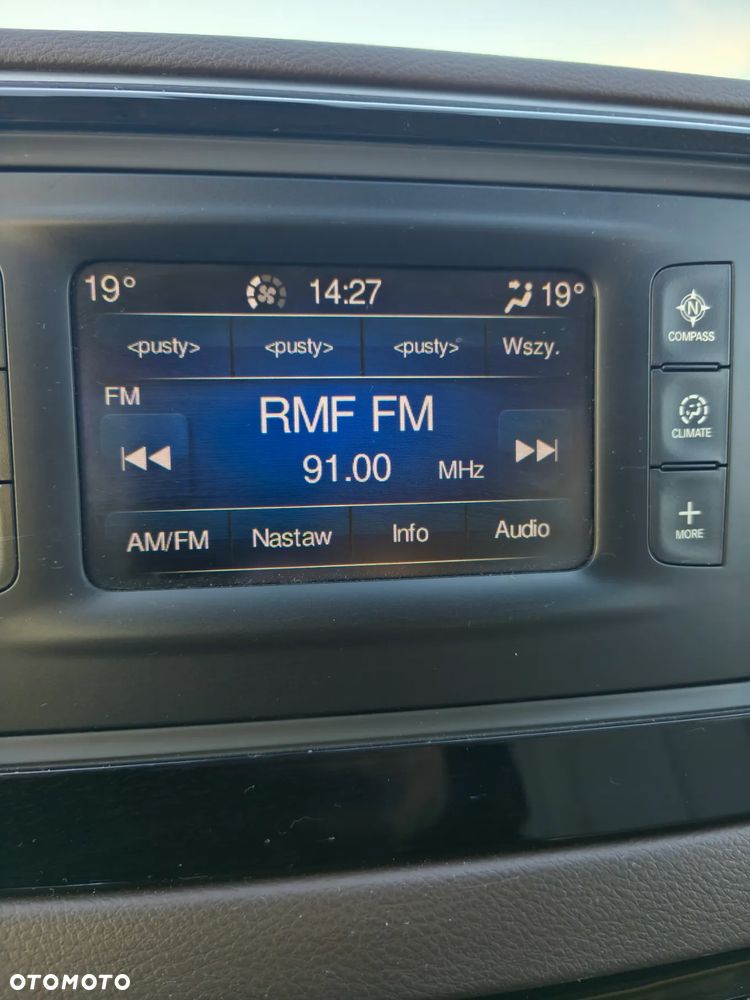 19° 14:27 19°
<pusty> <pusty> <pusty> Wszy.
FM
RMF FM
91.00 MHz
AM/FM Nastaw Info Audio
N
COMPASS
CLIMATE
+
MORE
OTOMOTO